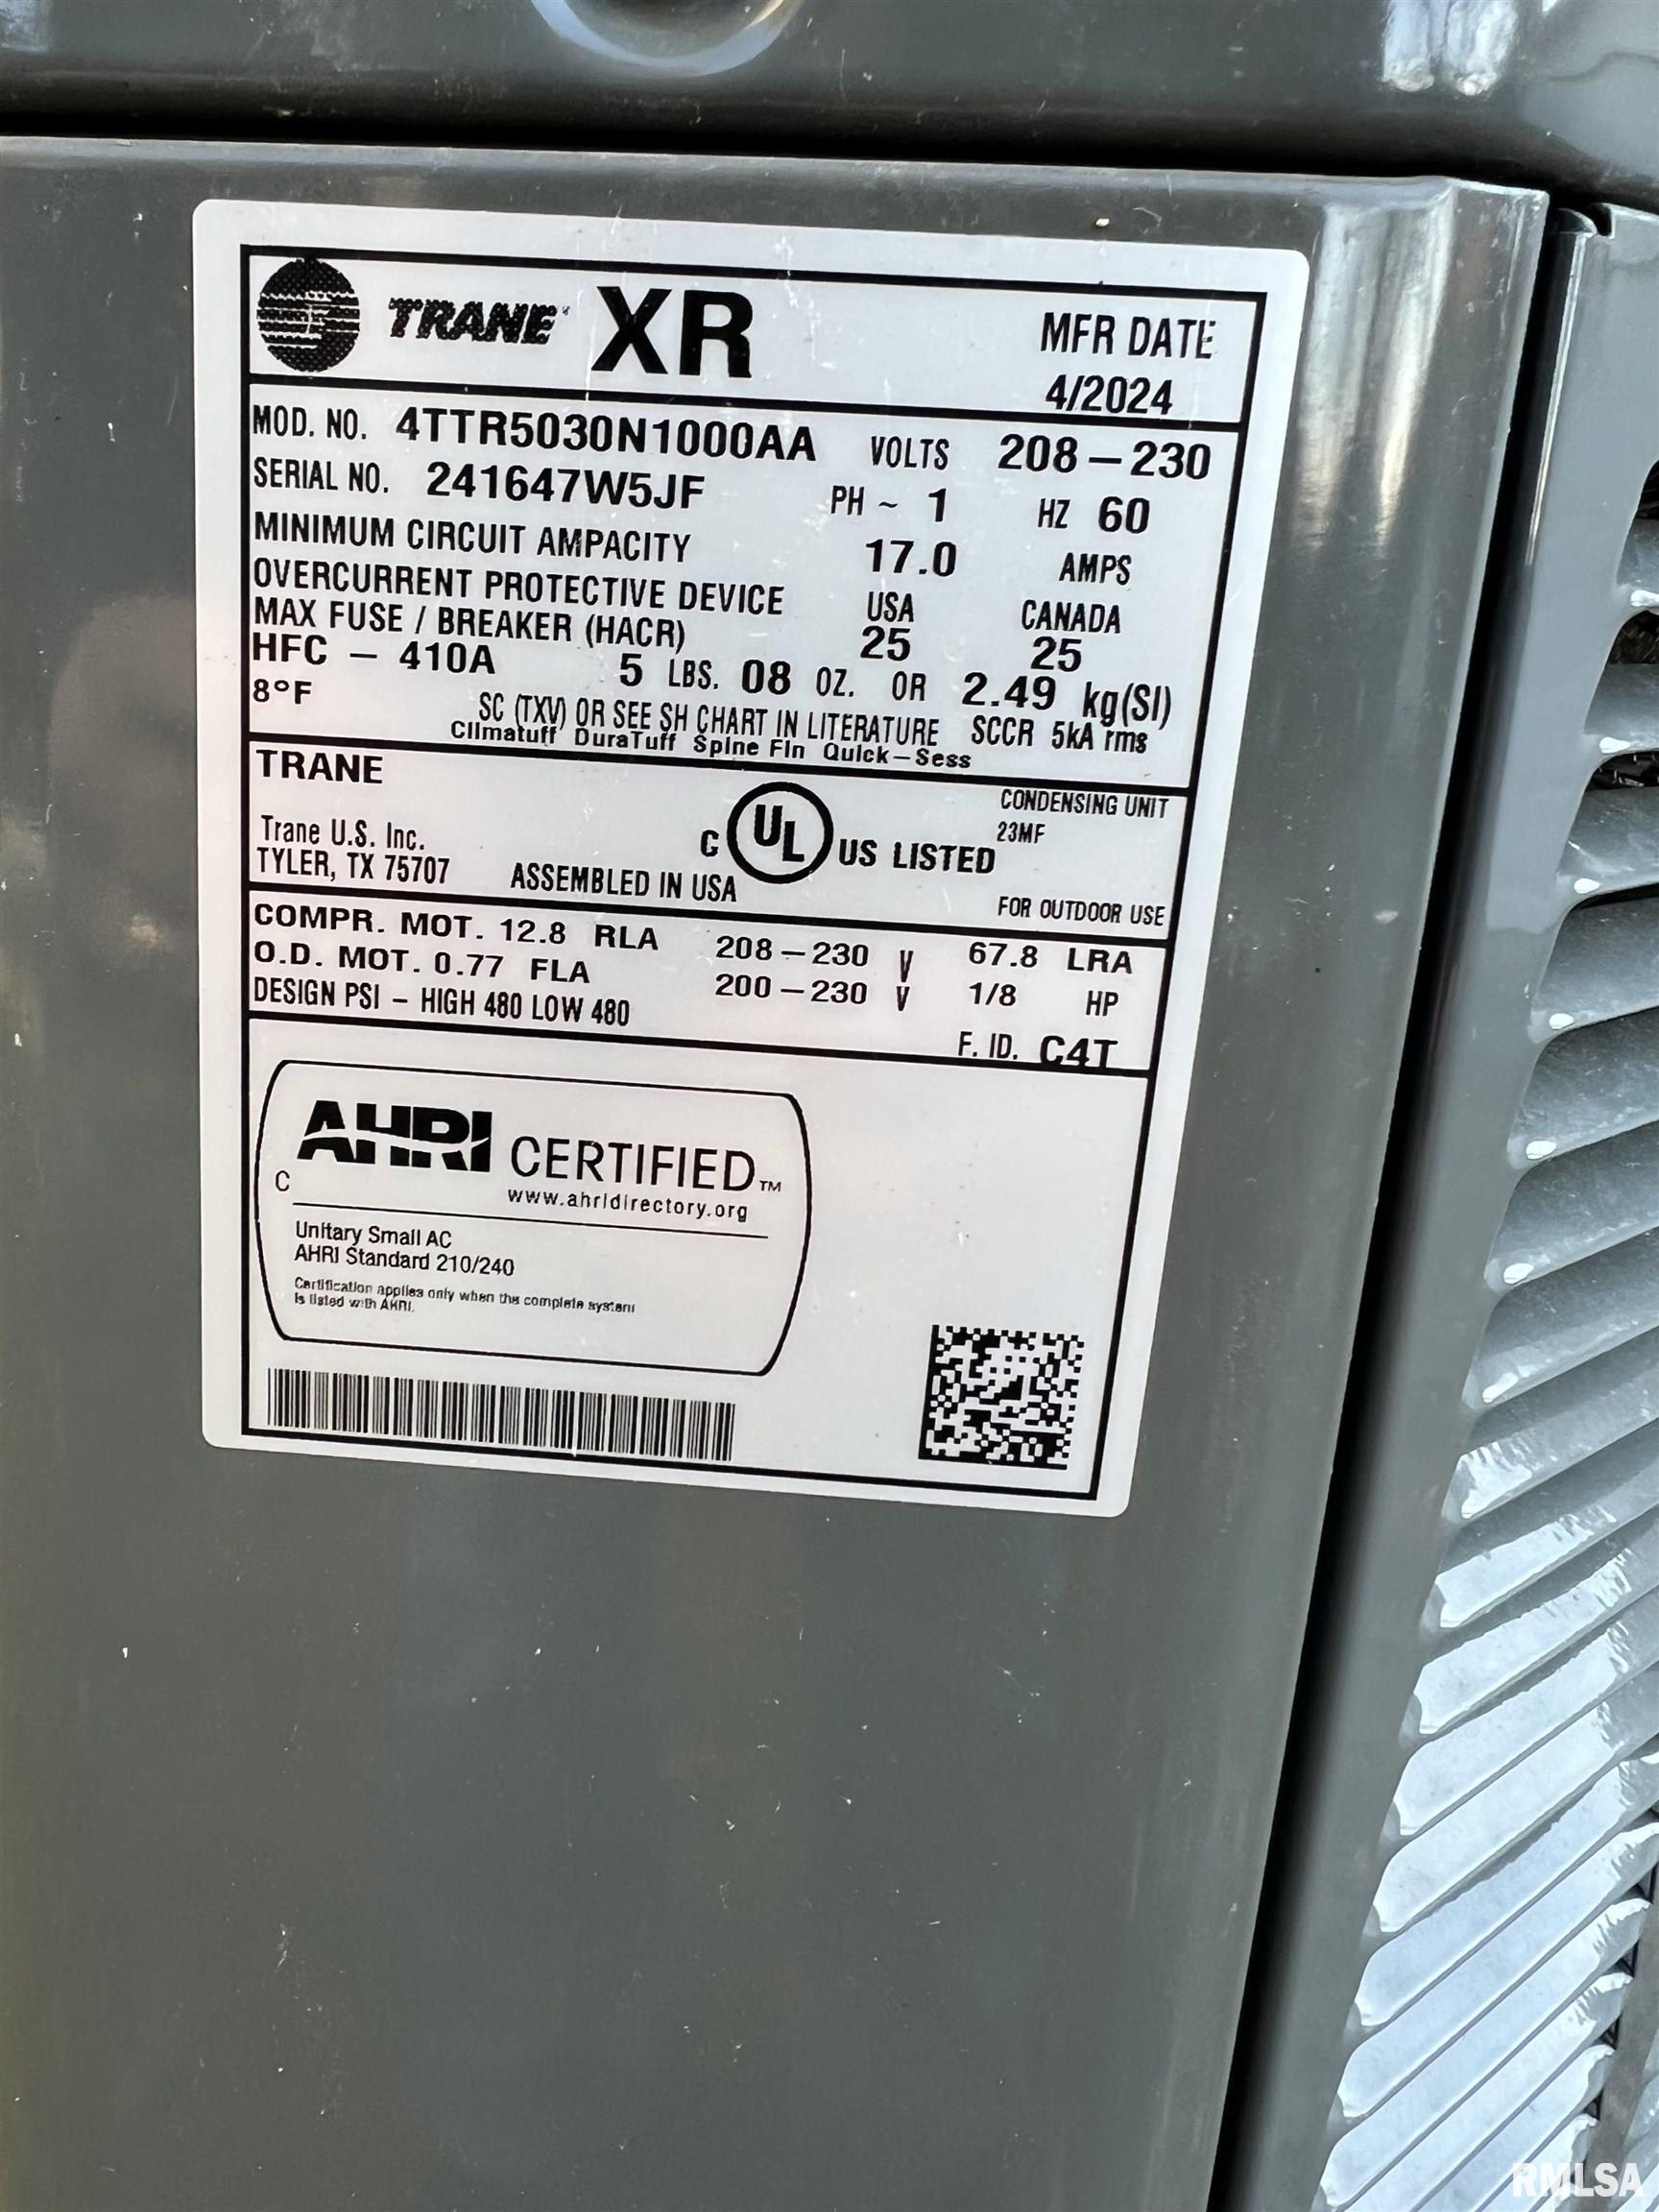 TRANE XR MFR DATE
4/2024
MOD. NO. 4TTR5030N1000AA VOLTS 208-230
SERIAL NO. 241647W5JF PH ~ 1 HZ 60
MINIMUM CIRCUIT AMPACITY 17.0 AMPS
OVERCURRENT PROTECTIVE DEVICE USA CANADA
MAX FUSE / BREAKER (HACR) 25 25
HFC - 410A 5 LBS. 08 OZ. OR 2.49 kg(SI)
8°F SC (TXV) OR SEE SH CHART IN LITERATURE SCCR 5kA rms
Climatuff DuraTuff Spine Fin Quick-Sess
TRANE
CONDENSING UNIT
23MF
Trane U.S. Inc.
C UL US LISTED
TYLER, TX 75707 ASSEMBLED IN USA
FOR OUTDOOR USE
COMPR. MOT. 12.8 RLA 208-230 V 67.8 LRA
O.D. MOT. 0.77 FLA 200-230 V 1/8 HP
DESIGN PSI - HIGH 480 LOW 480
F. ID. C4T
AHRI CERTIFIED™
C
www.ahridirectory.org
Unitary Small AC
AHRI Standard 210/240
Certification applies only when the complete system
is listed with AHRI.
RMLSA